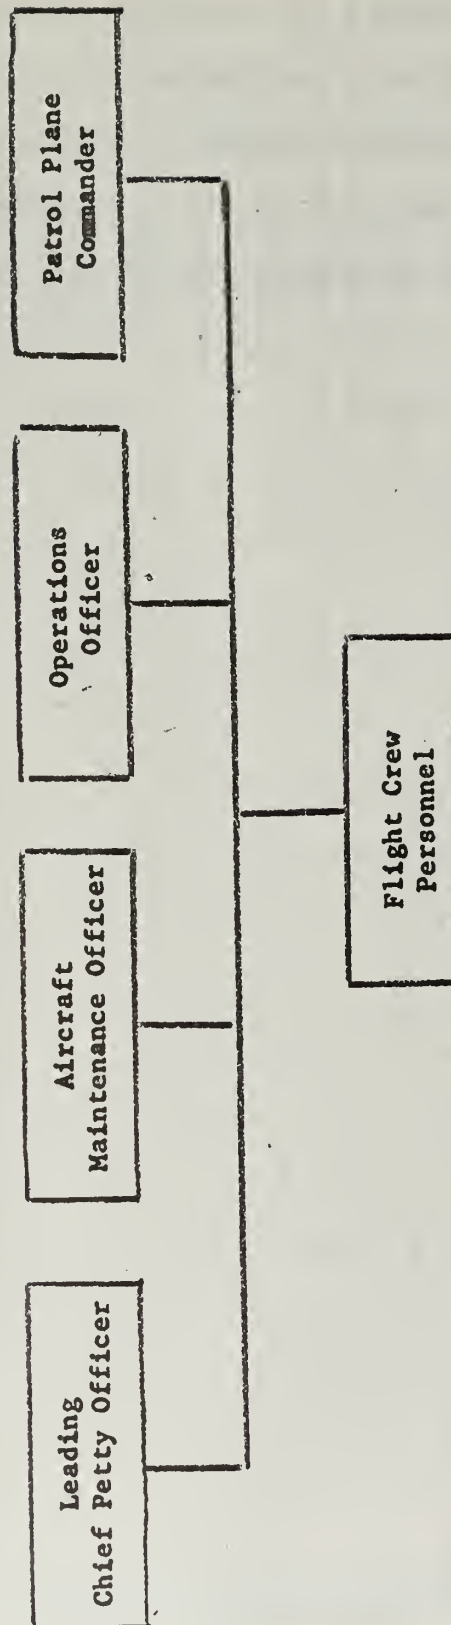 Leading
Chief Petty Officer
Aircraft
Maintenance Officer
Operations
Officer
Patrol Plane
Commander
Flight Crew
Personnel